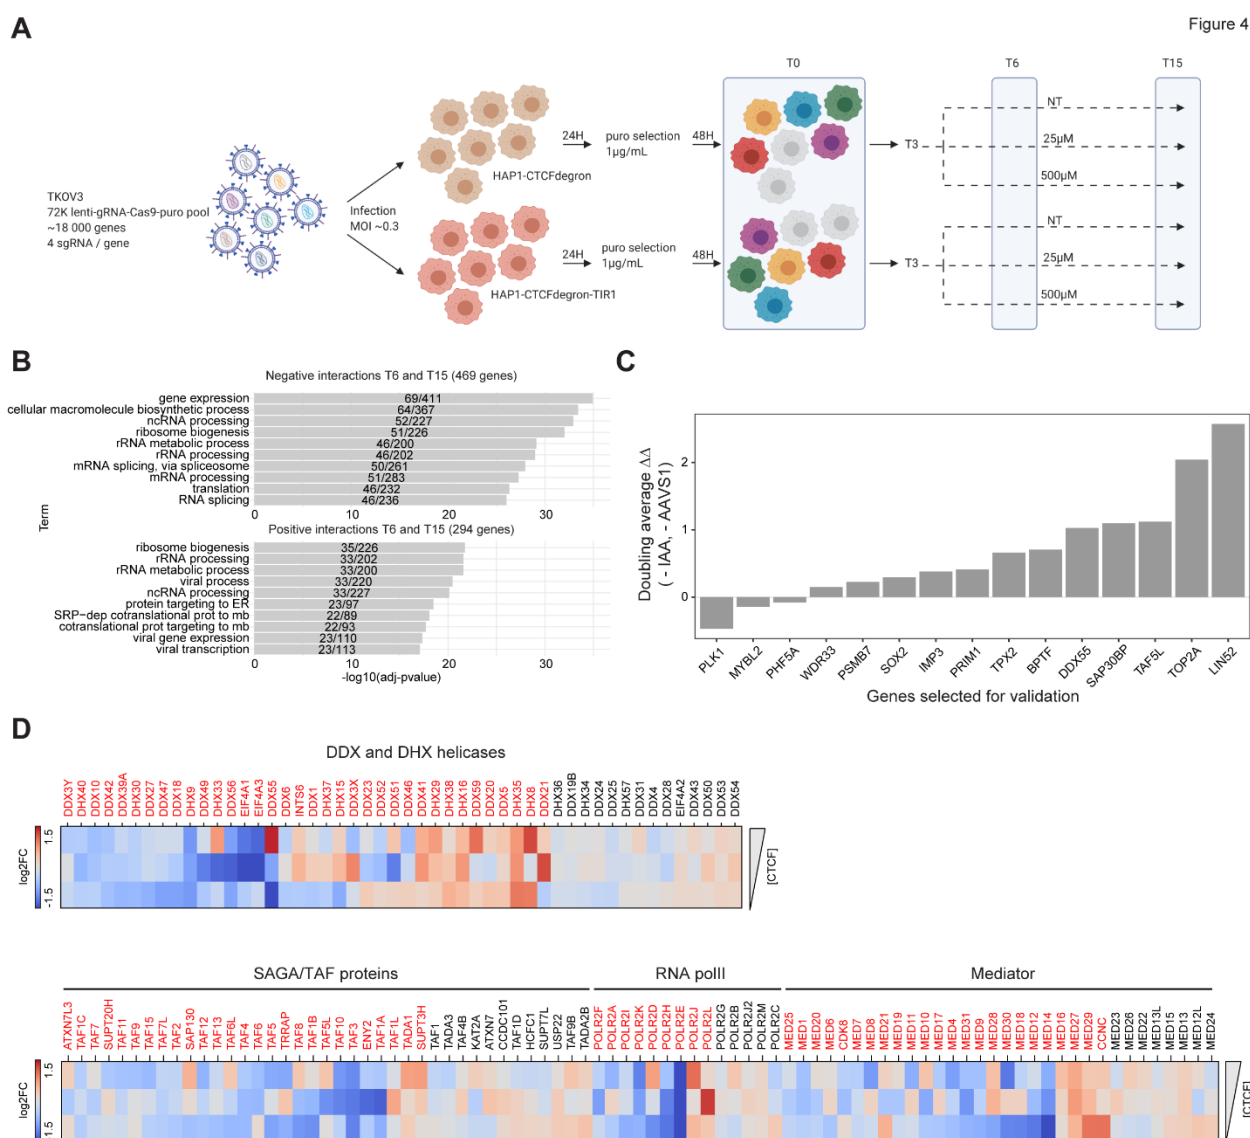 Figure 4
A
T0
T6
T15
TKOV3
72K lenti-gRNA-Cas9-puro pool
~18 000 genes
4 sgRNA / gene
Infection
MOI ~0.3
HAP1-CTCFdegron
24H
puro selection
1µg/mL
48H
T3
NT
25µM
500µM
HAP1-CTCFdegron-TIR1
24H
puro selection
1µg/mL
48H
T3
NT
25µM
500µM
B
Negative interactions T6 and T15 (469 genes)
gene expression 69/411
cellular macromolecule biosynthetic process 64/367
ncRNA processing 52/227
ribosome biogenesis 51/226
rRNA metabolic process 46/200
rRNA processing 46/202
mRNA splicing, via spliceosome 50/261
mRNA processing 51/283
translation 46/232
RNA splicing 46/236
0 10 20 30
Term
Positive interactions T6 and T15 (294 genes)
ribosome biogenesis 35/226
rRNA processing 33/202
rRNA metabolic process 33/200
viral process 33/220
ncRNA processing 33/227
protein targeting to ER 23/97
SRP-dep cotranslational prot to mb 22/89
cotranslational prot targeting to mb 22/93
viral gene expression 23/110
viral transcription 23/113
0 10 20 30
-log10(adj-pvalue)
C
Doubling average ΔΔ
( - IAA, - AAVS1)
2
1
0
PLK1 MYBL2 PHF5A WDR33 PSMB7 SOX2 IMP3 PRIM1 TPX2 BPTF DDX55 SAP30BP TAF5L TOP2A LIN52
Genes selected for validation
D
DDX and DHX helicases
DDX3Y DHX40 DDX10 DDX42 DDX39A DHX30 DDX27 DDX47 DDX18 DHX9 DDX49 DHX33 DDX56 EIF4A1 EIF4A3 DDX55 DDX6 INTS6 DDX1 DHX37 DHX15 DDX3X DDX23 DDX52 DDX51 DDX46 DDX41 DHX29 DHX38 DHX16 DDX59 DDX20 DDX5 DHX35 DHX8 DDX21 DHX36 DDX19B DHX34 DDX24 DDX25 DHX57 DDX31 DDX4 DDX28 EIF4A2 DDX43 DDX50 DDX53 DDX54
log2FC
1.5
-1.5
[CTCF]
SAGA/TAF proteins
RNA polII
Mediator
ATXN7L3 TAF1C TAF7 SUPT20H TAF11 TAF9 TAF15 TAF7L TAF2 SAP130 TAF12 TAF13 TAF6L TAF4 TAF6 TAF5 TRRAP TAF8 TAF1B TAF5L TAF10 TAF3 ENY2 TAF1A TAF1L TADA1 SUPT3H TAF1 TADA3 TAF4B KAT2A ATXN7 CCDC101 TAF1D HCFC1 SUPT7L USP22 TAF9B TADA2B
POLR2F POLR2A POLR2I POLR2K POLR2D POLR2H POLR2E POLR2J POLR2L POLR2G POLR2B POLR2J2 POLR2M POLR2C
MED25 MED1 MED20 MED6 CDK8 MED7 MED8 MED21 MED19 MED11 MED10 MED17 MED4 MED31 MED9 MED28 MED30 MED18 MED12 MED14 MED16 MED27 MED29 CCNC MED23 MED26 MED22 MED13L MED15 MED13 MED12L MED24
log2FC
1.5
1.5
[CTCF]